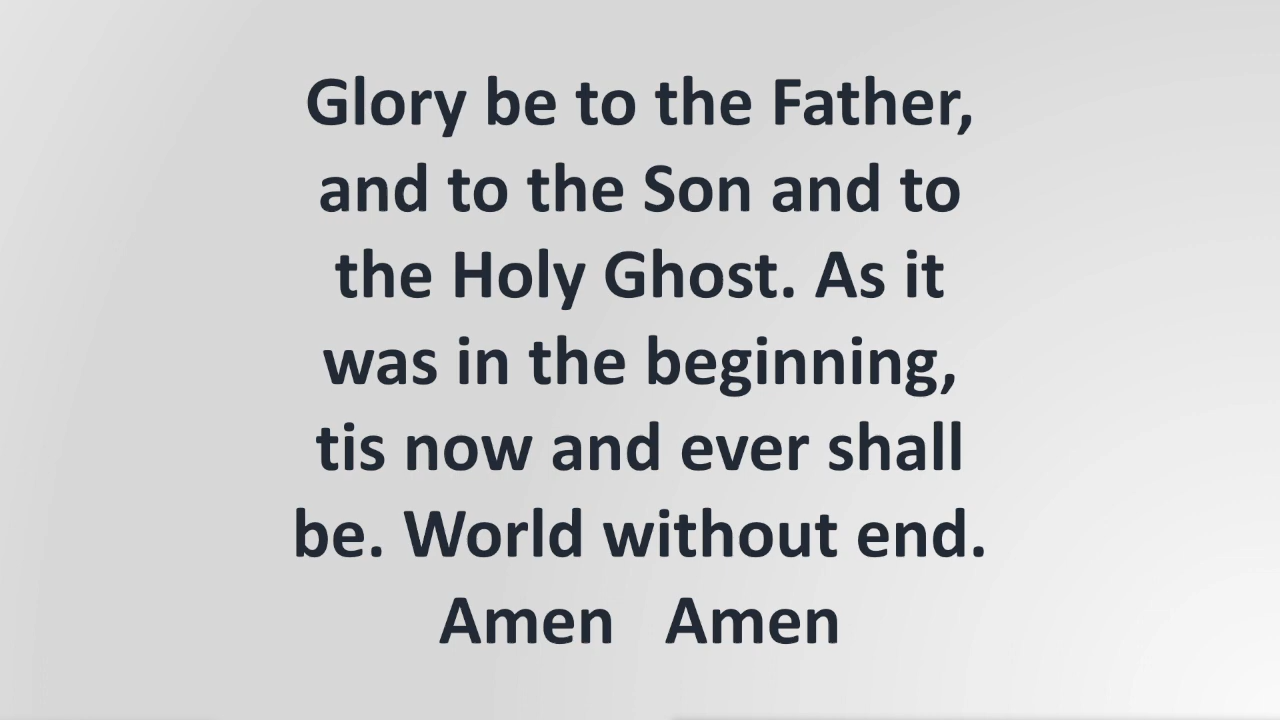 Glory be to the Father,
and to the Son and to
the Holy Ghost. As it
was in the beginning,
tis now and ever shall
be. World without end.
Amen   Amen